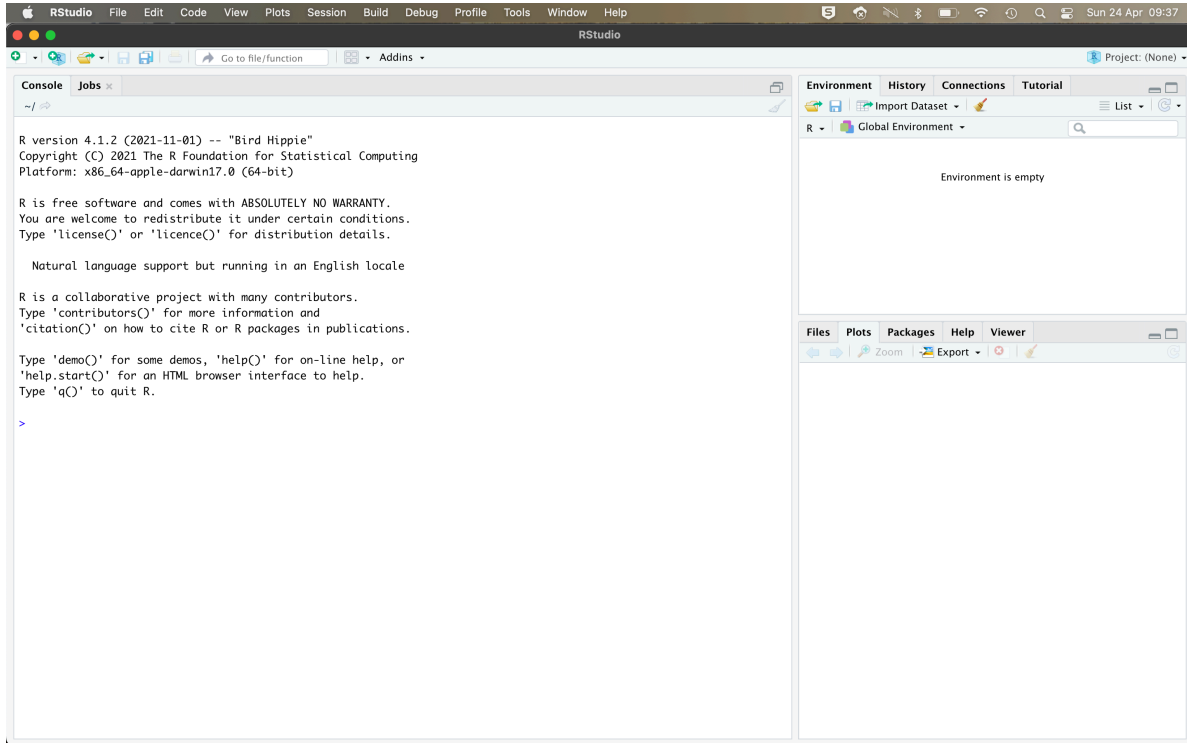 RStudio File Edit Code View Plots Session Build Debug Profile Tools Window Help Sun 24 Apr 09:37
RStudio
Go to file/function Addins Project: (None)
Console Jobs
~/
R version 4.1.2 (2021-11-01) -- "Bird Hippie"
Copyright (C) 2021 The R Foundation for Statistical Computing
Platform: x86_64-apple-darwin17.0 (64-bit)
R is free software and comes with ABSOLUTELY NO WARRANTY.
You are welcome to redistribute it under certain conditions.
Type 'license()' or 'licence()' for distribution details.
Natural language support but running in an English locale
R is a collaborative project with many contributors.
Type 'contributors()' for more information and
'citation()' on how to cite R or R packages in publications.
Type 'demo()' for some demos, 'help()' for on-line help, or
'help.start()' for an HTML browser interface to help.
Type 'q()' to quit R.
>
Environment History Connections Tutorial
Import Dataset List
R Global Environment
Environment is empty
Files Plots Packages Help Viewer
Zoom Export